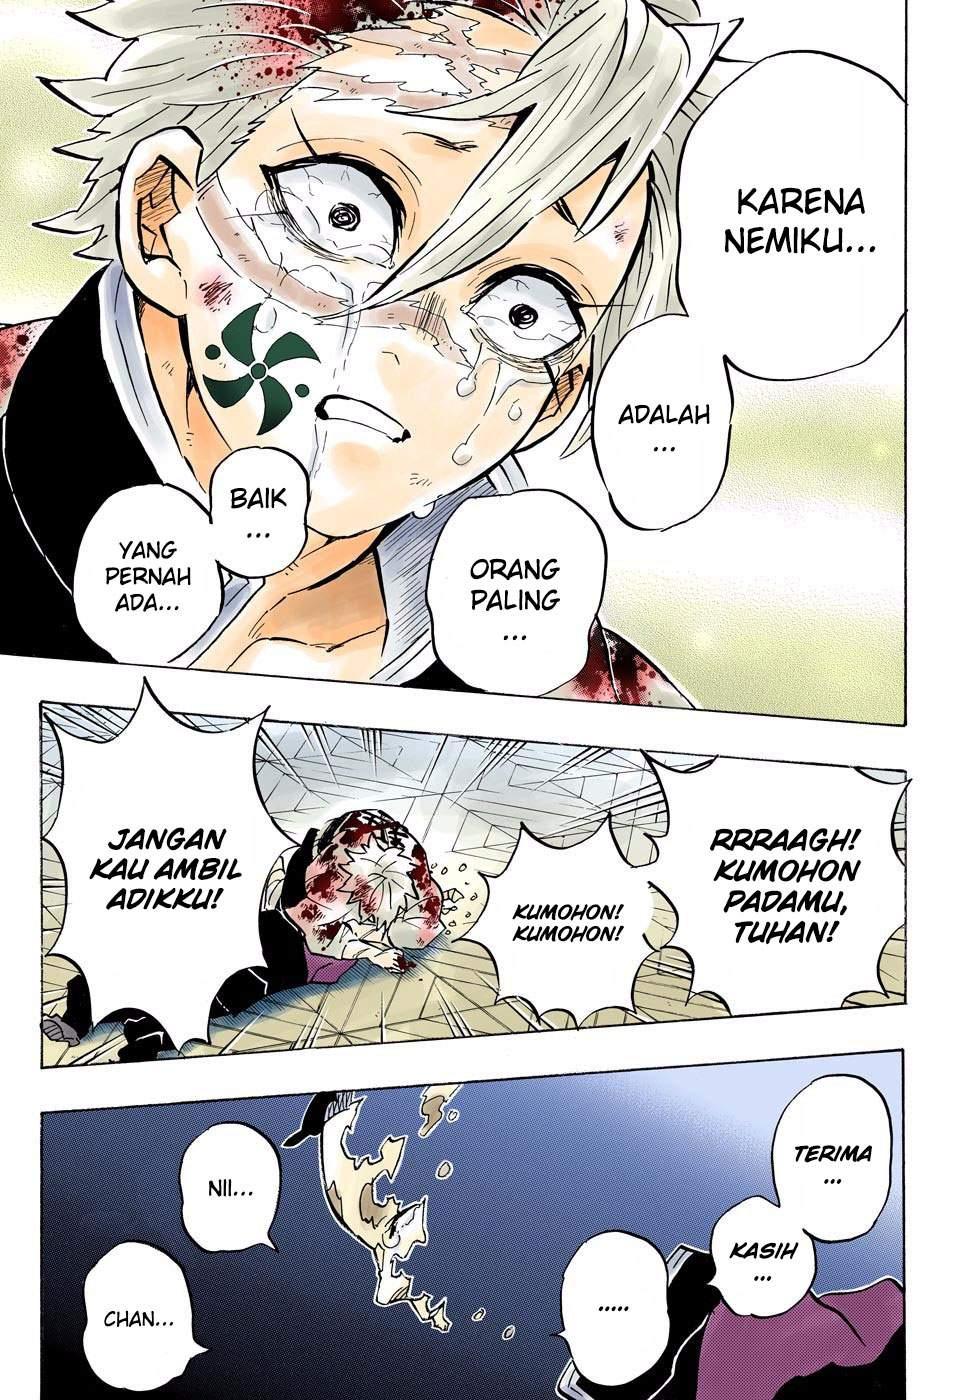 KARENA
NEMIKU...
ADALAH
...
ORANG
PALING
...
BAIK
...
YANG
PERNAH
ADA...
RRRAAGH!
KUMOHON
PADAMU,
TUHAN!
KUMOHON!
KUMOHON!
JANGAN
KAU AMBIL
ADIKKU!
TERIMA
...
KASIH
...
.....
NII...
CHAN...